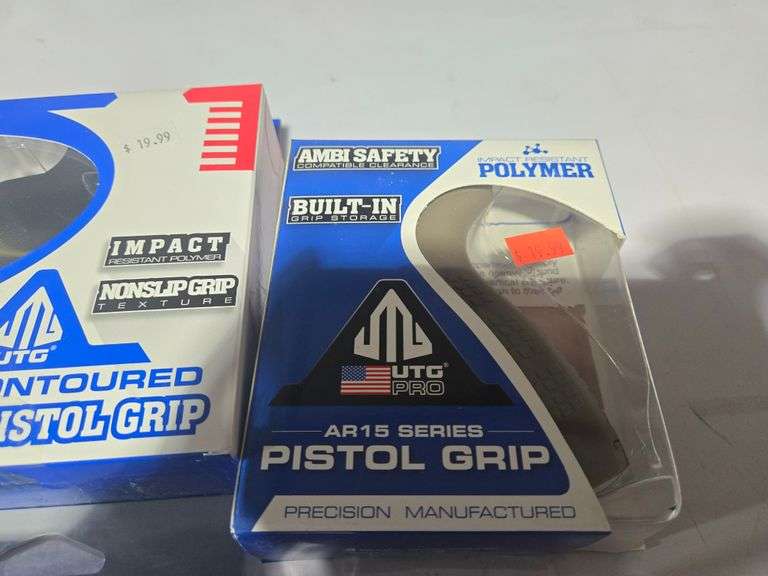 $ 19.99
IMPACT
RESISTANT POLYMER
NONSLIP GRIP
TEXTURE
UTG
ONTOURED
ISTOL GRIP
AMBI SAFETY
COMPATIBLE CLEARANCE
IMPACT RESISTANT
POLYMER
BUILT-IN
GRIP STORAGE
UTG
PRO
AR15 SERIES
PISTOL GRIP
PRECISION MANUFACTURED